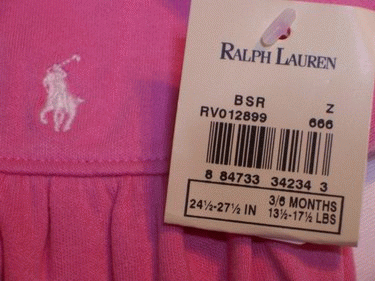 RALPH LAUREN
BSR Z
RV012899 666
8 84733 34234 3
24½-27½ IN 3/6 MONTHS
13½-17½ LBS